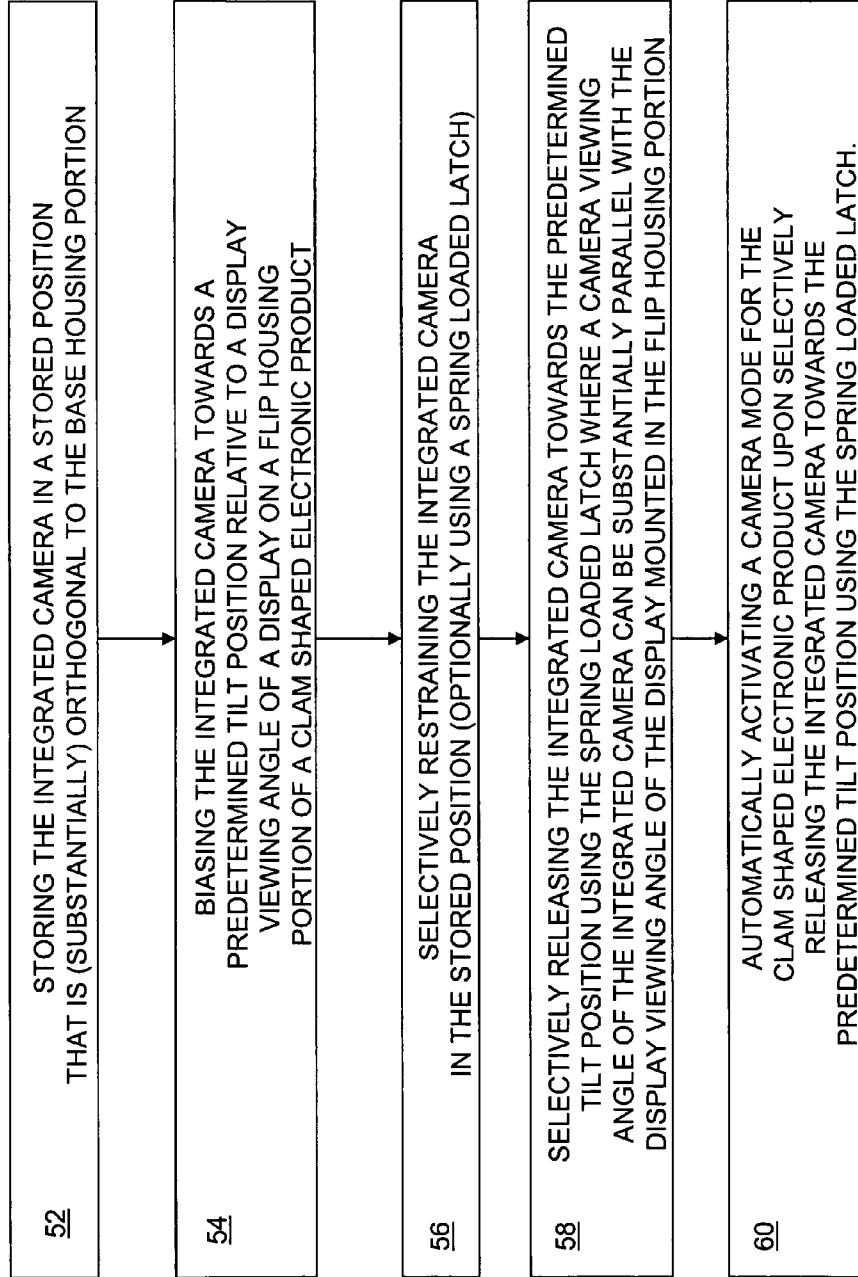 52
STORING THE INTEGRATED CAMERA IN A STORED POSITION
THAT IS (SUBSTANTIALLY) ORTHOGONAL TO THE BASE HOUSING PORTION
54
BIASING THE INTEGRATED CAMERA TOWARDS A
PREDETERMINED TILT POSITION RELATIVE TO A DISPLAY
VIEWING ANGLE OF A DISPLAY ON A FLIP HOUSING
PORTION OF A CLAM SHAPED ELECTRONIC PRODUCT
56
SELECTIVELY RESTRAINING THE INTEGRATED CAMERA
IN THE STORED POSITION (OPTIONALLY USING A SPRING LOADED LATCH)
58
SELECTIVELY RELEASING THE INTEGRATED CAMERA TOWARDS THE PREDETERMINED
TILT POSITION USING THE SPRING LOADED LATCH WHERE A CAMERA VIEWING
ANGLE OF THE INTEGRATED CAMERA CAN BE SUBSTANTIALLY PARALLEL WITH THE
DISPLAY VIEWING ANGLE OF THE DISPLAY MOUNTED IN THE FLIP HOUSING PORTION
60
AUTOMATICALLY ACTIVATING A CAMERA MODE FOR THE
CLAM SHAPED ELECTRONIC PRODUCT UPON SELECTIVELY
RELEASING THE INTEGRATED CAMERA TOWARDS THE
PREDETERMINED TILT POSITION USING THE SPRING LOADED LATCH.